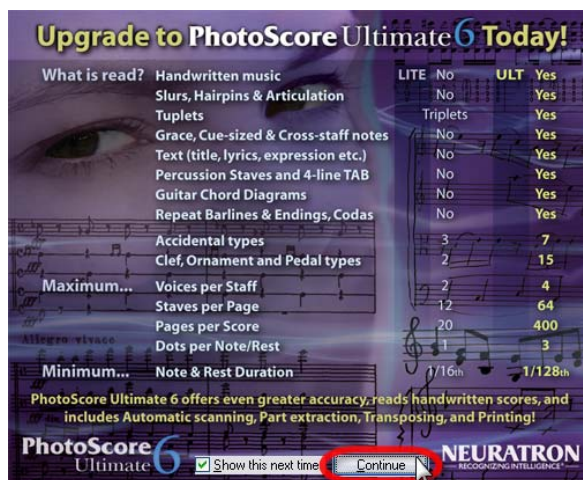 Upgrade to PhotoScore Ultimate 6 Today!
What is read? Handwritten music LITE No ULT Yes
Slurs, Hairpins & Articulation No Yes
Tuplets Triplets Yes
Grace, Cue-sized & Cross-staff notes No Yes
Text (title, lyrics, expression etc.) No Yes
Percussion Staves and 4-line TAB No Yes
Guitar Chord Diagrams No Yes
Repeat Barlines & Endings, Codas No Yes
Accidental types 3 7
Clef, Ornament and Pedal types 2 15
Maximum... Voices per Staff 2 4
Staves per Page 12 64
Pages per Score 20 400
Allegro vivace
Dots per Note/Rest 1 3
Minimum... Note & Rest Duration 1/16th 1/128th
PhotoScore Ultimate 6 offers even greater accuracy, reads handwritten scores, and
includes Automatic scanning, Part extraction, Transposing, and Printing!
PhotoScore
Ultimate 6
Show this next time
Continue
NEURATRON
RECOGNIZING INTELLIGENCE